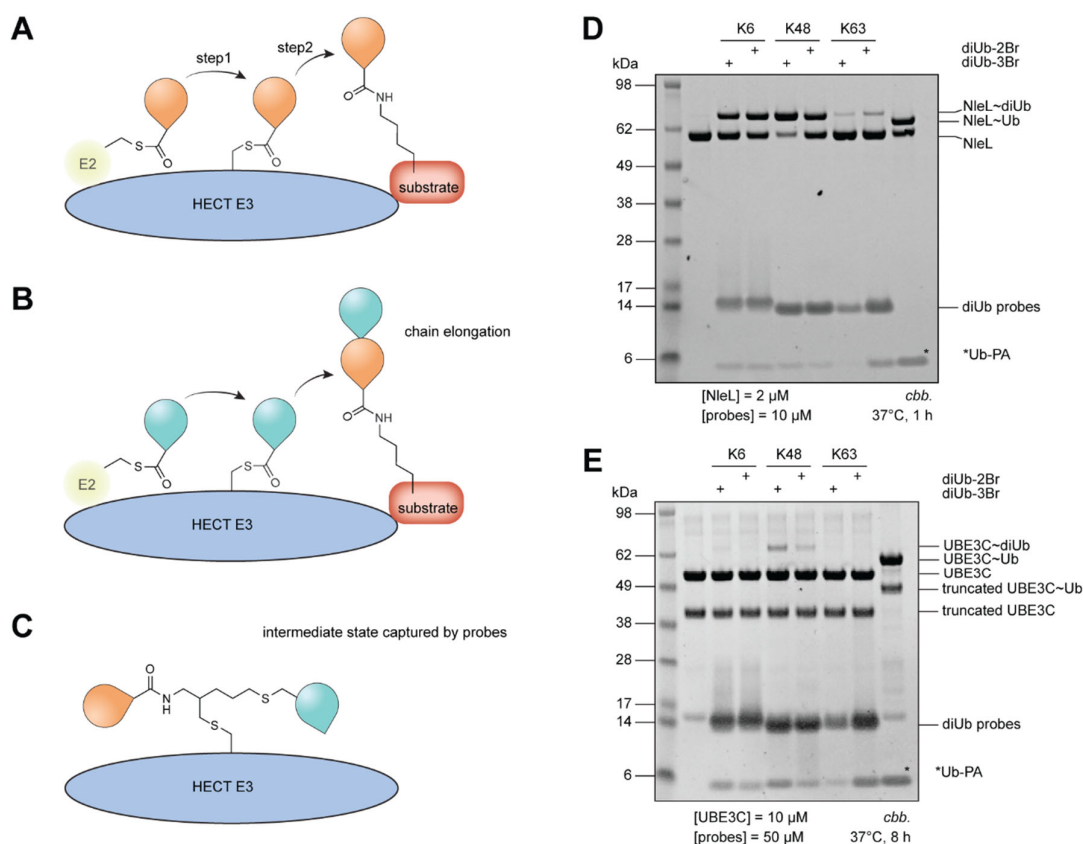 A
step1
step2
O
NH
S
O
S
O
E2
substrate
HECT E3
B
chain elongation
O
NH
S
O
S
O
E2
substrate
HECT E3
C
intermediate state captured by probes
O
N
H
S
S
HECT E3
D
K6 K48 K63
+ + + diUb-2Br
+ + + diUb-3Br
kDa
98
62
49
38
28
17
14
6
NleL~diUb
NleL~Ub
NleL
diUb probes
*
*Ub-PA
[NleL] = 2 µM cbb.
[probes] = 10 µM 37°C, 1 h
E
K6 K48 K63
+ + + diUb-2Br
+ + + diUb-3Br
kDa
98
62
49
38
28
17
14
6
UBE3C~diUb
UBE3C~Ub
UBE3C
truncated UBE3C~Ub
truncated UBE3C
diUb probes
*
*Ub-PA
[UBE3C] = 10 µM cbb.
[probes] = 50 µM 37°C, 8 h